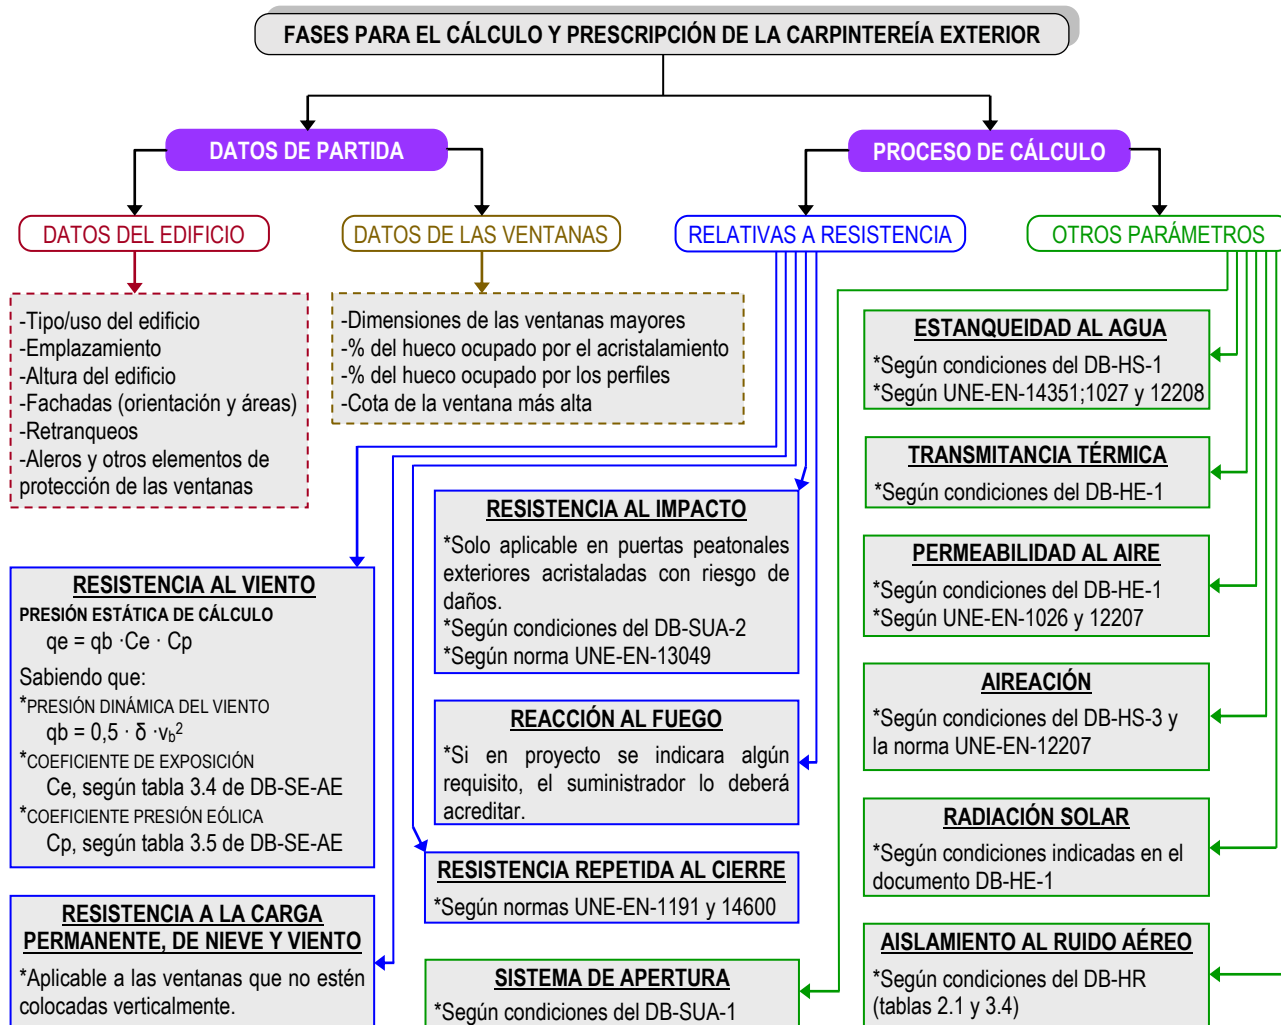 FASES PARA EL CÁLCULO Y PRESCRIPCIÓN DE LA CARPINTEREÍA EXTERIOR
DATOS DE PARTIDA
PROCESO DE CÁLCULO
DATOS DEL EDIFICIO
DATOS DE LAS VENTANAS
RELATIVAS A RESISTENCIA
OTROS PARÁMETROS
-Tipo/uso del edificio
-Emplazamiento
-Altura del edificio
-Fachadas (orientación y áreas)
-Retranqueos
-Aleros y otros elementos de
protección de las ventanas
-Dimensiones de las ventanas mayores
-% del hueco ocupado por el acristalamiento
-% del hueco ocupado por los perfiles
-Cota de la ventana más alta
RESISTENCIA AL VIENTO
PRESIÓN ESTÁTICA DE CÁLCULO
qe = qb ·Ce · Cp
Sabiendo que:
*PRESIÓN DINÁMICA DEL VIENTO
qb = 0,5 · δ ·v_b²
*COEFICIENTE DE EXPOSICIÓN
Ce, según tabla 3.4 de DB-SE-AE
*COEFICIENTE PRESIÓN EÓLICA
Cp, según tabla 3.5 de DB-SE-AE
RESISTENCIA A LA CARGA
PERMANENTE, DE NIEVE Y VIENTO
*Aplicable a las ventanas que no estén
colocadas verticalmente.
RESISTENCIA AL IMPACTO
*Solo aplicable en puertas peatonales
exteriores acristaladas con riesgo de
daños.
*Según condiciones del DB-SUA-2
*Según norma UNE-EN-13049
REACCIÓN AL FUEGO
*Si en proyecto se indicara algún
requisito, el suministrador lo deberá
acreditar.
RESISTENCIA REPETIDA AL CIERRE
*Según normas UNE-EN-1191 y 14600
SISTEMA DE APERTURA
*Según condiciones del DB-SUA-1
ESTANQUEIDAD AL AGUA
*Según condiciones del DB-HS-1
*Según UNE-EN-14351;1027 y 12208
TRANSMITANCIA TÉRMICA
*Según condiciones del DB-HE-1
PERMEABILIDAD AL AIRE
*Según condiciones del DB-HE-1
*Según UNE-EN-1026 y 12207
AIREACIÓN
*Según condiciones del DB-HS-3 y
la norma UNE-EN-12207
RADIACIÓN SOLAR
*Según condiciones indicadas en el
documento DB-HE-1
AISLAMIENTO AL RUIDO AÉREO
*Según condiciones del DB-HR
(tablas 2.1 y 3.4)